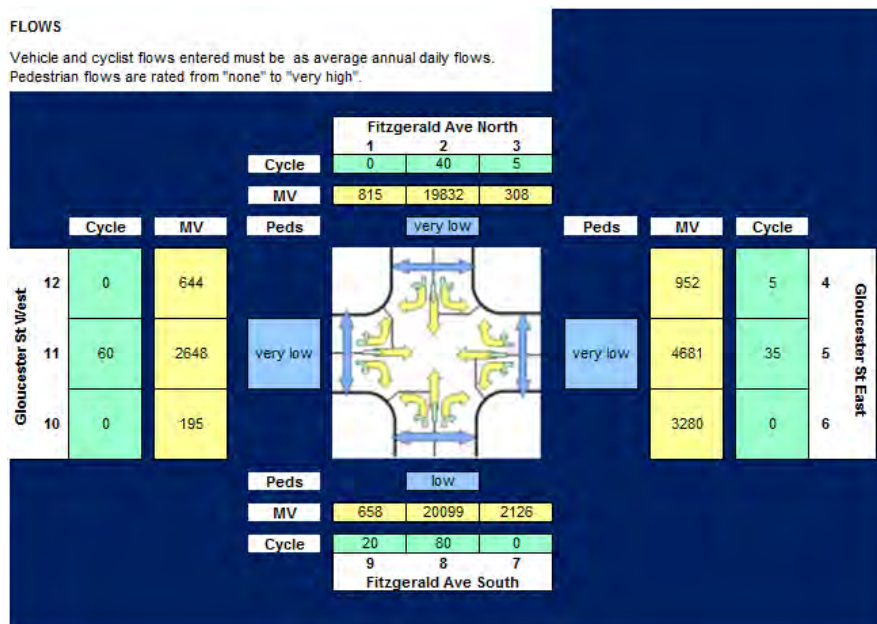 FLOWS
Vehicle and cyclist flows entered must be as average annual daily flows.
Pedestrian flows are rated from "none" to "very high".
Fitzgerald Ave North
1 2 3
Cycle 0 40 5
MV 815 19832 308
Cycle MV Peds very low Peds MV Cycle
12 0 644 952 5 4
Gloucester St West 11 60 2648 very low very low 4681 35 5 Gloucester St East
10 0 195 3280 0 6
Peds low
MV 658 20099 2126
Cycle 20 80 0
9 8 7
Fitzgerald Ave South